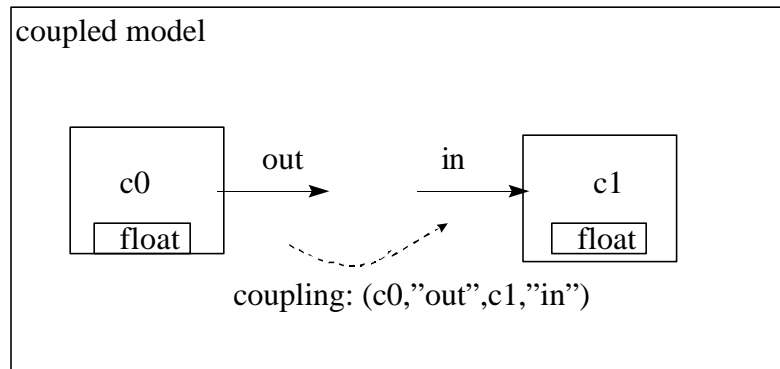 coupled model
out
in
c0
c1
float
float
coupling: (c0,”out”,c1,”in”)